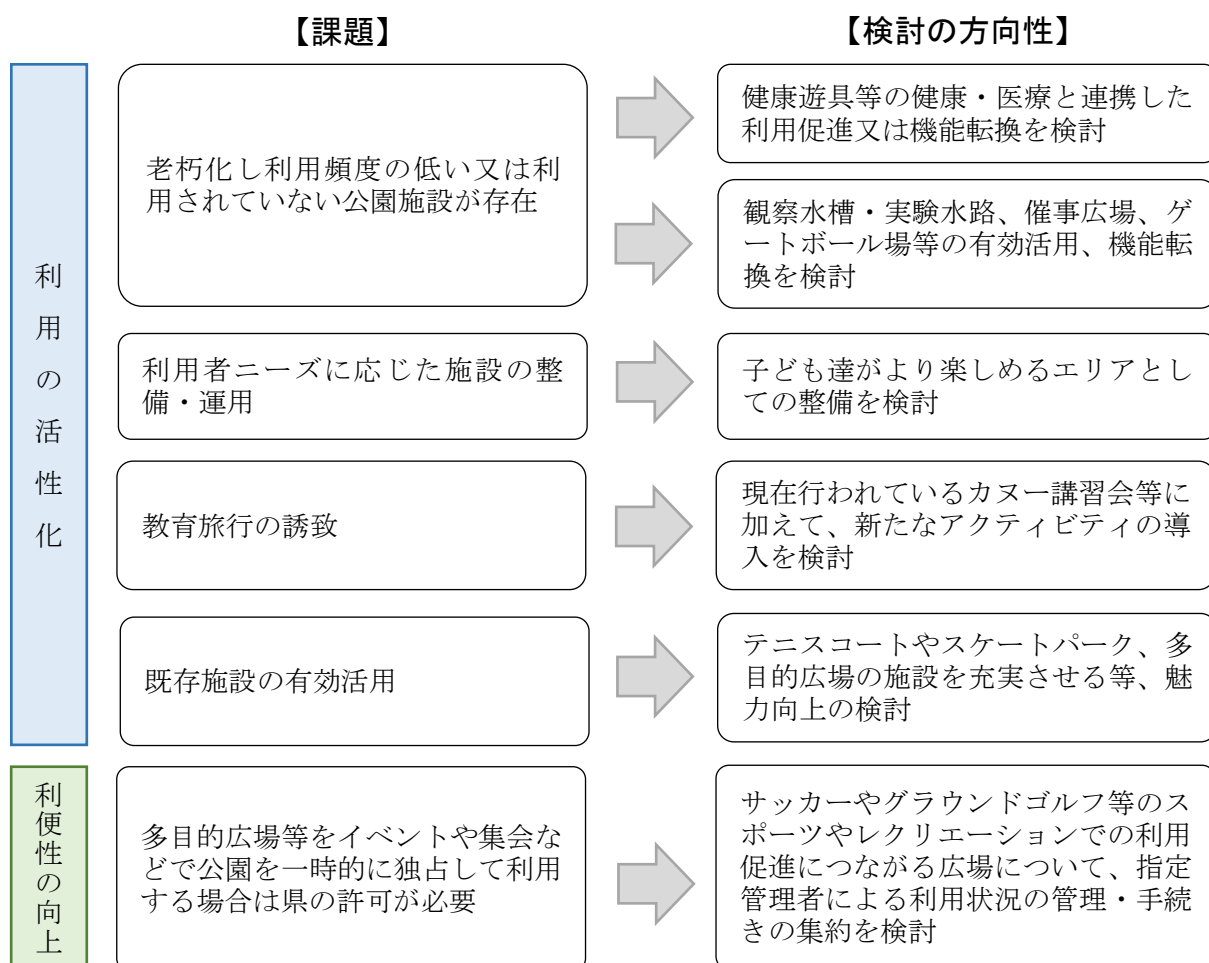 【課題】
【検討の方向性】
利用の活性化
老朽化し利用頻度の低い又は利
用されていない公園施設が存在
健康遊具等の健康・医療と連携した
利用促進又は機能転換を検討
観察水槽・実験水路、催事広場、ゲ
ートボール場等の有効活用、機能転
換を検討
利用者ニーズに応じた施設の整
備・運用
子ども達がより楽しめるエリアとし
ての整備を検討
教育旅行の誘致
現在行われているカヌー講習会等に
加えて、新たなアクティビティの導
入を検討
既存施設の有効活用
テニスコートやスケートパーク、多
目的広場の施設を充実させる等、魅
力向上の検討
利便性の向上
多目的広場等をイベントや集会な
どで公園を一時的に独占して利用
する場合は県の許可が必要
サッカーやグラウンドゴルフ等のス
ポーツやレクリエーションでの利用
促進につながる広場について、指定
管理者による利用状況の管理・手続
きの集約を検討